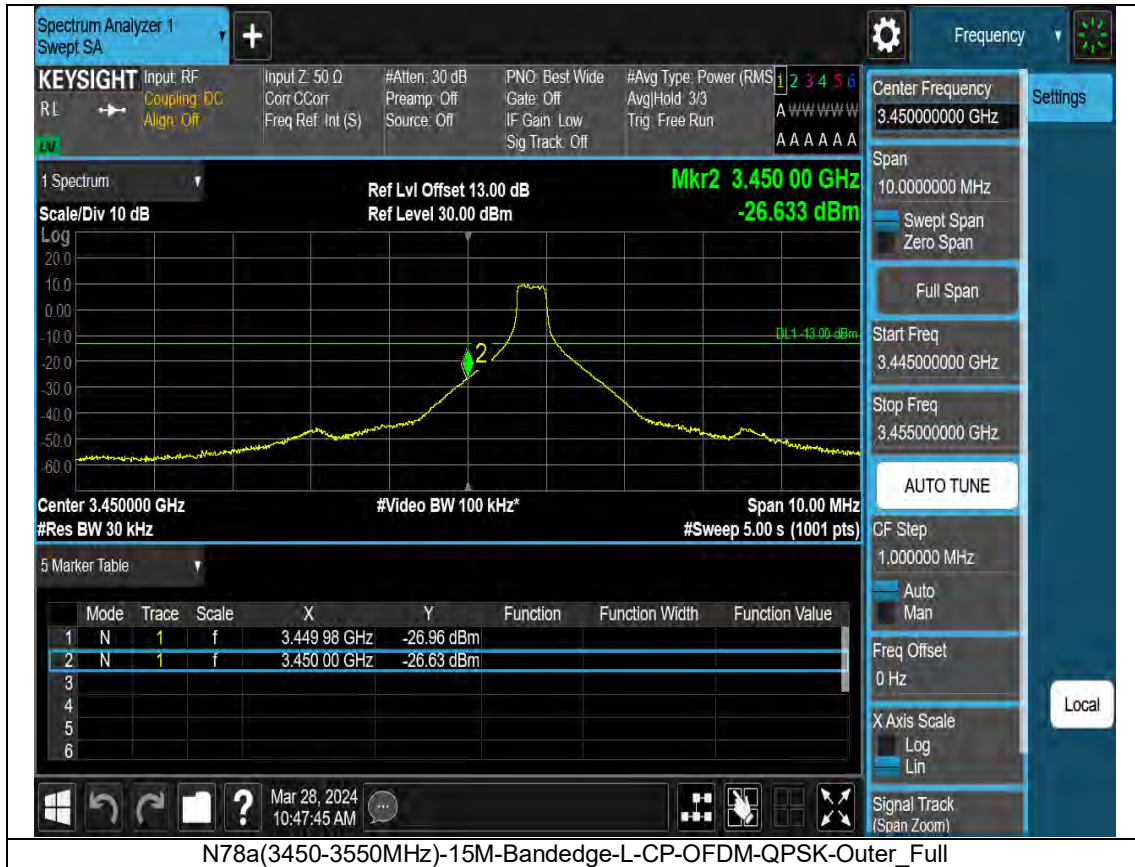 Spectrum Analyzer 1
Swept SA
Frequency
KEYSIGHT
RL
Input: RF
Coupling: DC
Align: Off
Input Z: 50 Ω
Corr CCorr
Freq Ref: Int (S)
#Atten: 30 dB
Preamp: Off
Source: Off
PNO: Best Wide
Gate: Off
IF Gain: Low
Sig Track: Off
#Avg Type: Power (RMS
Avg|Hold: 3/3
Trig: Free Run
1 2 3 4 5 6
A W W W W W
A A A A A A
Settings
Center Frequency
3.450000000 GHz
Span
10.0000000 MHz
Swept Span
Zero Span
Full Span
Start Freq
3.445000000 GHz
Stop Freq
3.455000000 GHz
AUTO TUNE
CF Step
1.000000 MHz
Auto
Man
Freq Offset
0 Hz
X Axis Scale
Log
Lin
Signal Track
(Span Zoom)
Local
1 Spectrum
Scale/Div 10 dB
Ref Lvl Offset 13.00 dB
Ref Level 30.00 dBm
Mkr2 3.450 00 GHz
-26.633 dBm
Log
20.0
10.0
0.00
-10.0
-20.0
-30.0
-40.0
-50.0
-60.0
DL1 -13.00 dBm
2
Center 3.450000 GHz
#Res BW 30 kHz
#Video BW 100 kHz*
Span 10.00 MHz
#Sweep 5.00 s (1001 pts)
5 Marker Table
Mode Trace Scale X Y Function Function Width Function Value
1 N 1 f 3.449 98 GHz -26.96 dBm
2 N 1 f 3.450 00 GHz -26.63 dBm
3
4
5
6
?
Mar 28, 2024
10:47:45 AM
N78a(3450-3550MHz)-15M-Bandedge-L-CP-OFDM-QPSK-Outer_Full